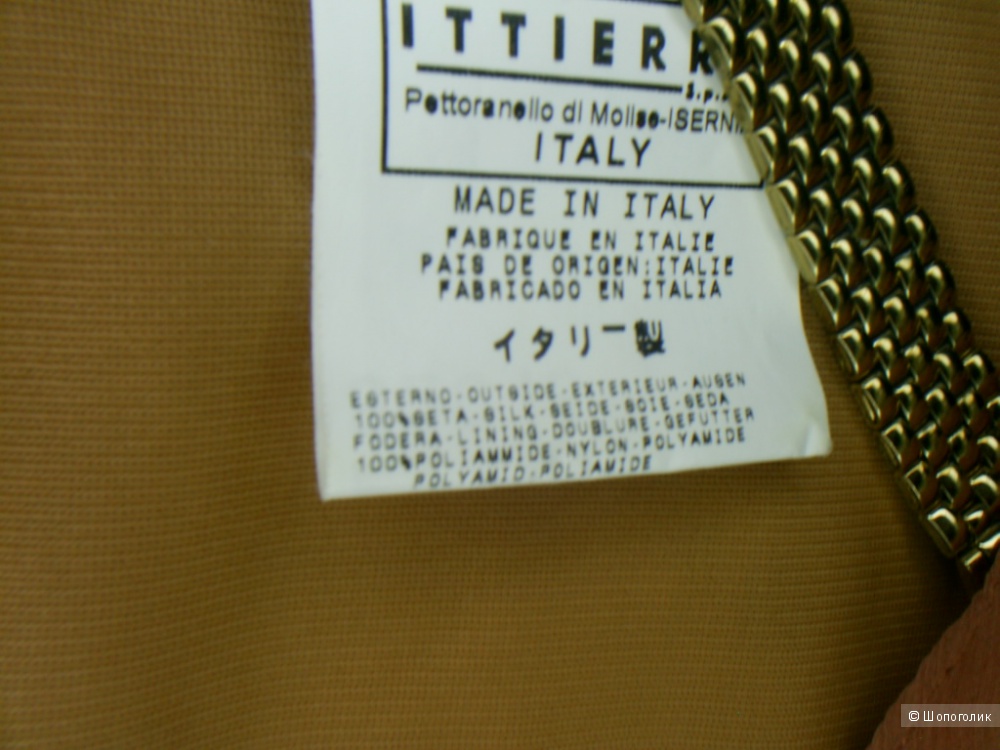 ITTIERR
S.p.
Pettoranello di Molise-ISERNI
ITALY
MADE IN ITALY
FABRIQUE EN ITALIE
PAIS DE ORIGEN:ITALIE
FABRICADO EN ITALIA
イタリー製
ESTERNO-OUTSIDE-EXTERIEUR-AUSEN
100%SETA-SILK-SEIDE-SOIE-SEDA
FODERA-LINING-DOUBLURE-GEFUTTER
100%POLIAMMIDE-NYLON-POLYAMIDE
POLYAMID-POLIAMIDE
© Шопоголик